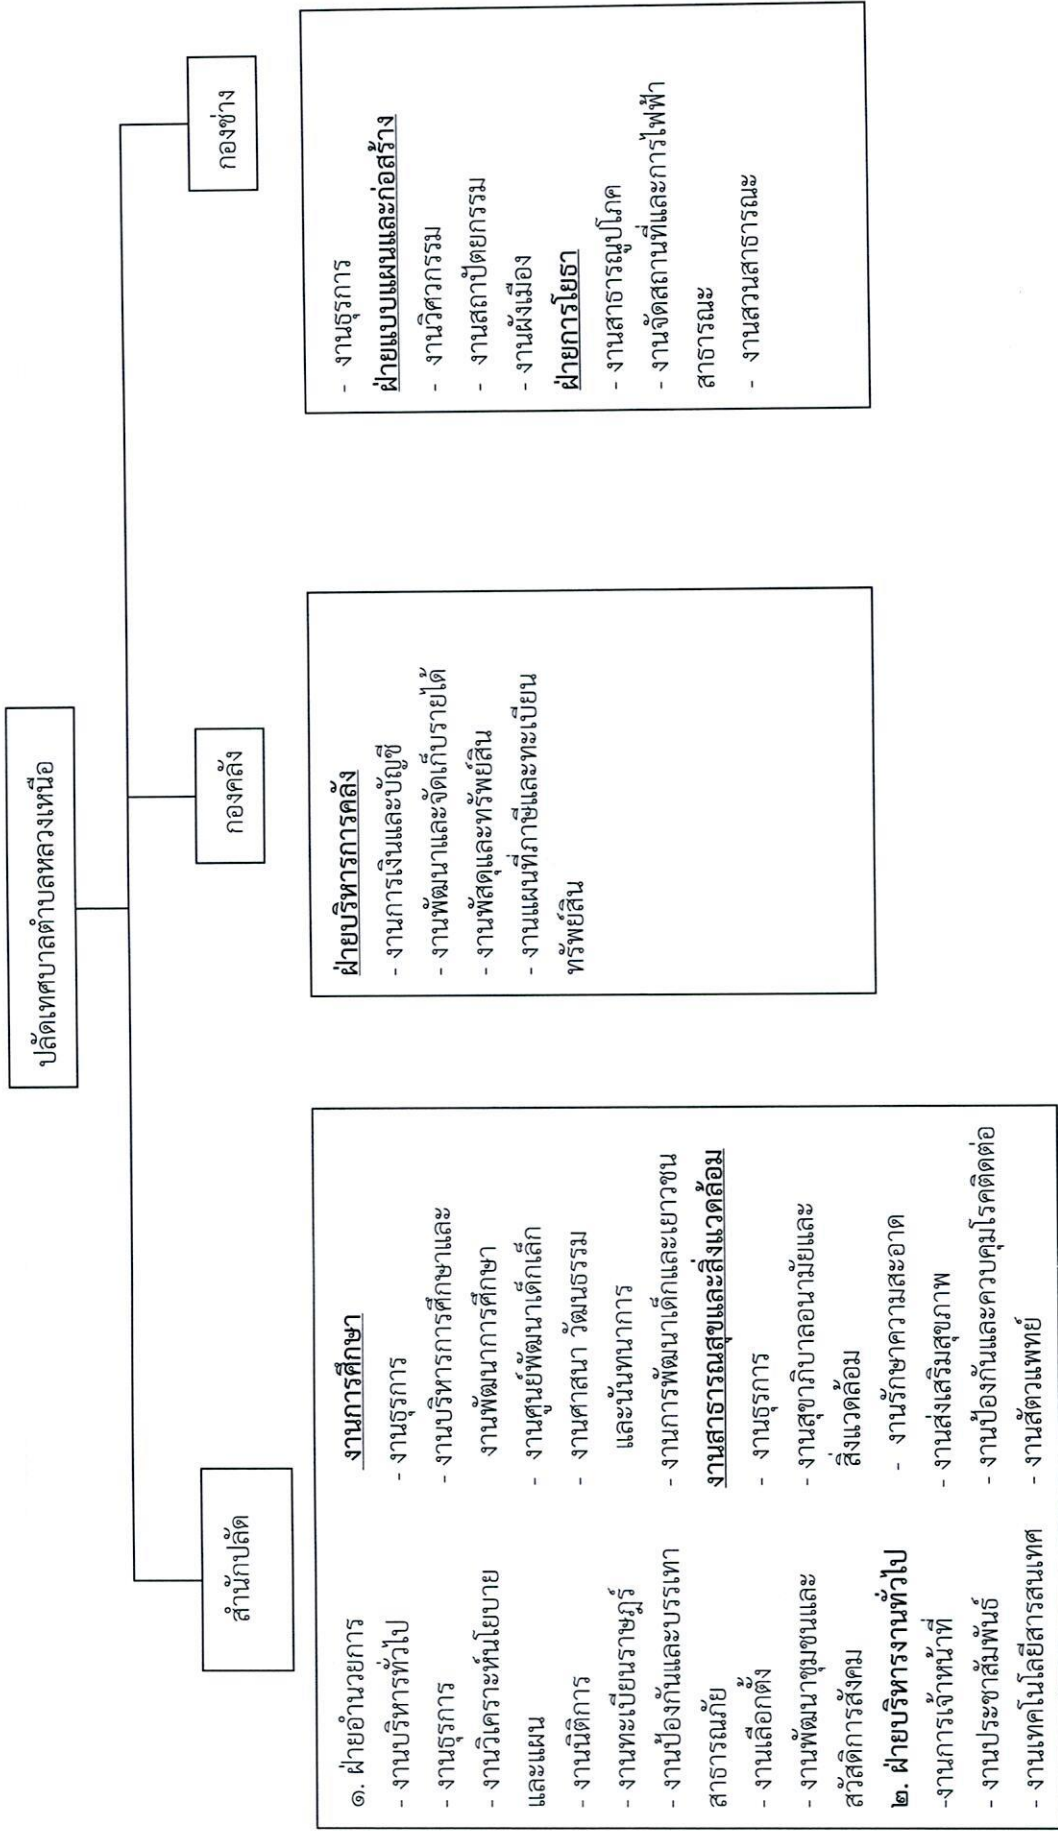 ปลัดเทศบาลตำบลหลวงเหนือ
สำนักปลัด
กองคลัง
กองช่าง
๑. ฝ่ายอำนวยการ
- งานบริหารทั่วไป
- งานธุรการ
- งานวิเคราะห์นโยบาย
และแผน
- งานนิติการ
- งานทะเบียนราษฎร์
- งานป้องกันและบรรเทา
สาธารณภัย
- งานเลือกตั้ง
- งานพัฒนาชุมชนและ
สวัสดิการสังคม
๒. ฝ่ายบริหารงานทั่วไป
-งานการเจ้าหน้าที่
- งานประชาสัมพันธ์
- งานเทคโนโลยีสารสนเทศ
งานการศึกษา
- งานธุรการ
- งานบริหารการศึกษาและ
งานพัฒนาการศึกษา
- งานศูนย์พัฒนาเด็กเล็ก
- งานศาสนา วัฒนธรรม
และนันทนาการ
- งานการพัฒนาเด็กและเยาวชน
งานสาธารณสุขและสิ่งแวดล้อม
- งานธุรการ
- งานสุขาภิบาลอนามัยและ
สิ่งแวดล้อม
- งานรักษาความสะอาด
- งานส่งเสริมสุขภาพ
- งานป้องกันและควบคุมโรคติดต่อ
- งานสัตวแพทย์
ฝ่ายบริหารการคลัง
- งานการเงินและบัญชี
- งานพัฒนาและจัดเก็บรายได้
- งานพัสดุและทรัพย์สิน
- งานแผนที่ภาษีและทะเบียน
ทรัพย์สิน
- งานธุรการ
ฝ่ายแบบแผนและก่อสร้าง
- งานวิศวกรรม
- งานสถาปัตยกรรม
- งานผังเมือง
ฝ่ายการโยธา
- งานสาธารณูปโภค
- งานจัดสถานที่และการไฟฟ้า
สาธารณะ
- งานสวนสาธารณะ